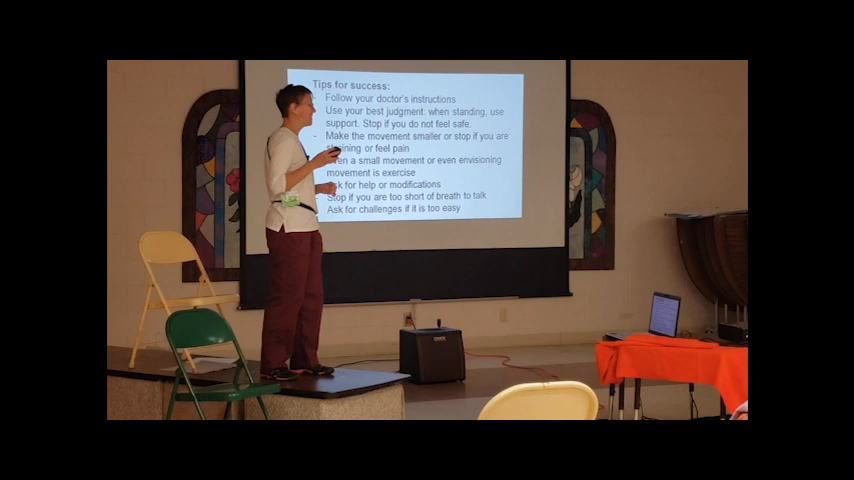 Tips for success:
- Follow your doctor's instructions
Use your best judgment: when standing, use
support. Stop if you do not feel safe.
- Make the movement smaller or stop if you are
or feel pain
a small movement or even envisioning
movement is exercise
for help or modifications
Stop if you are too short of breath to talk
Ask for challenges if it is too easy